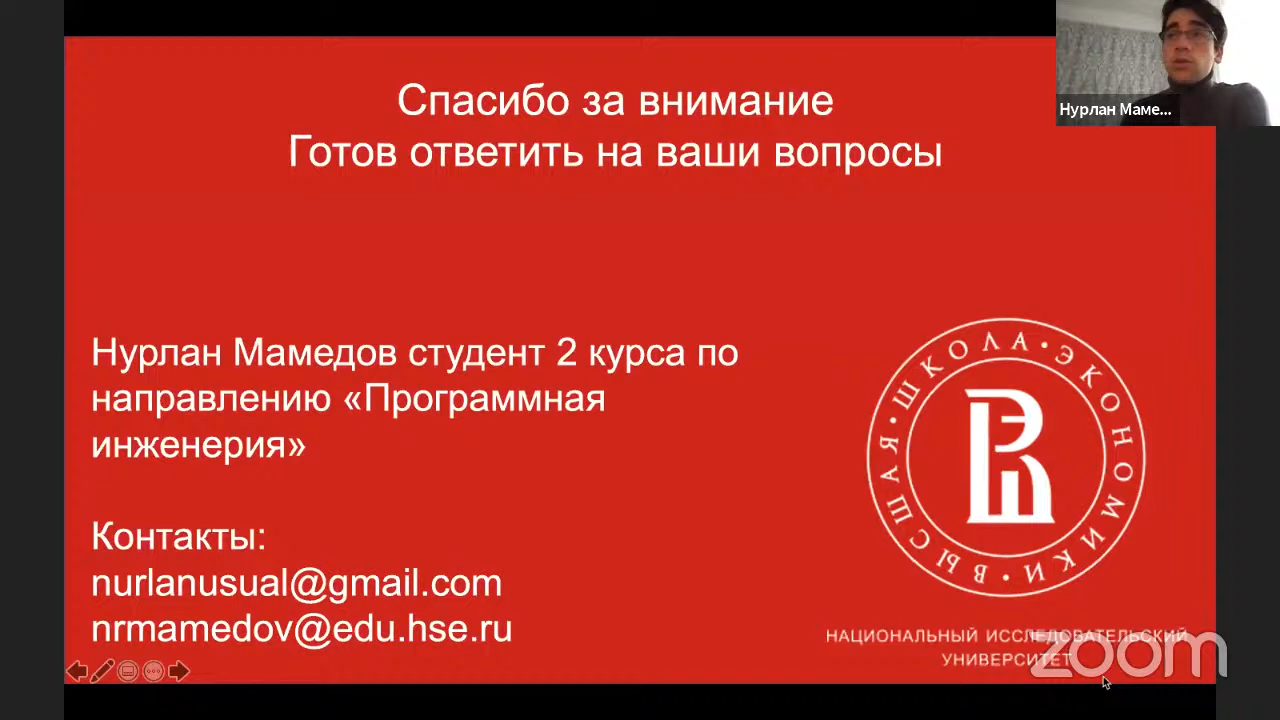 Спасибо за внимание
Готов ответить на ваши вопросы
Нурлан Маме...
Нурлан Мамедов студент 2 курса по
направлению «Программная
инженерия»
Контакты:
nurlanusual@gmail.com
nrmamedov@edu.hse.ru
ВЫСШАЯ • ШКОЛА • ЭКОНОМИКИ •
НАЦИОНАЛЬНЫЙ ИССЛЕДОВАТЕЛЬСКИЙ
УНИВЕРСИТЕТ
zoom